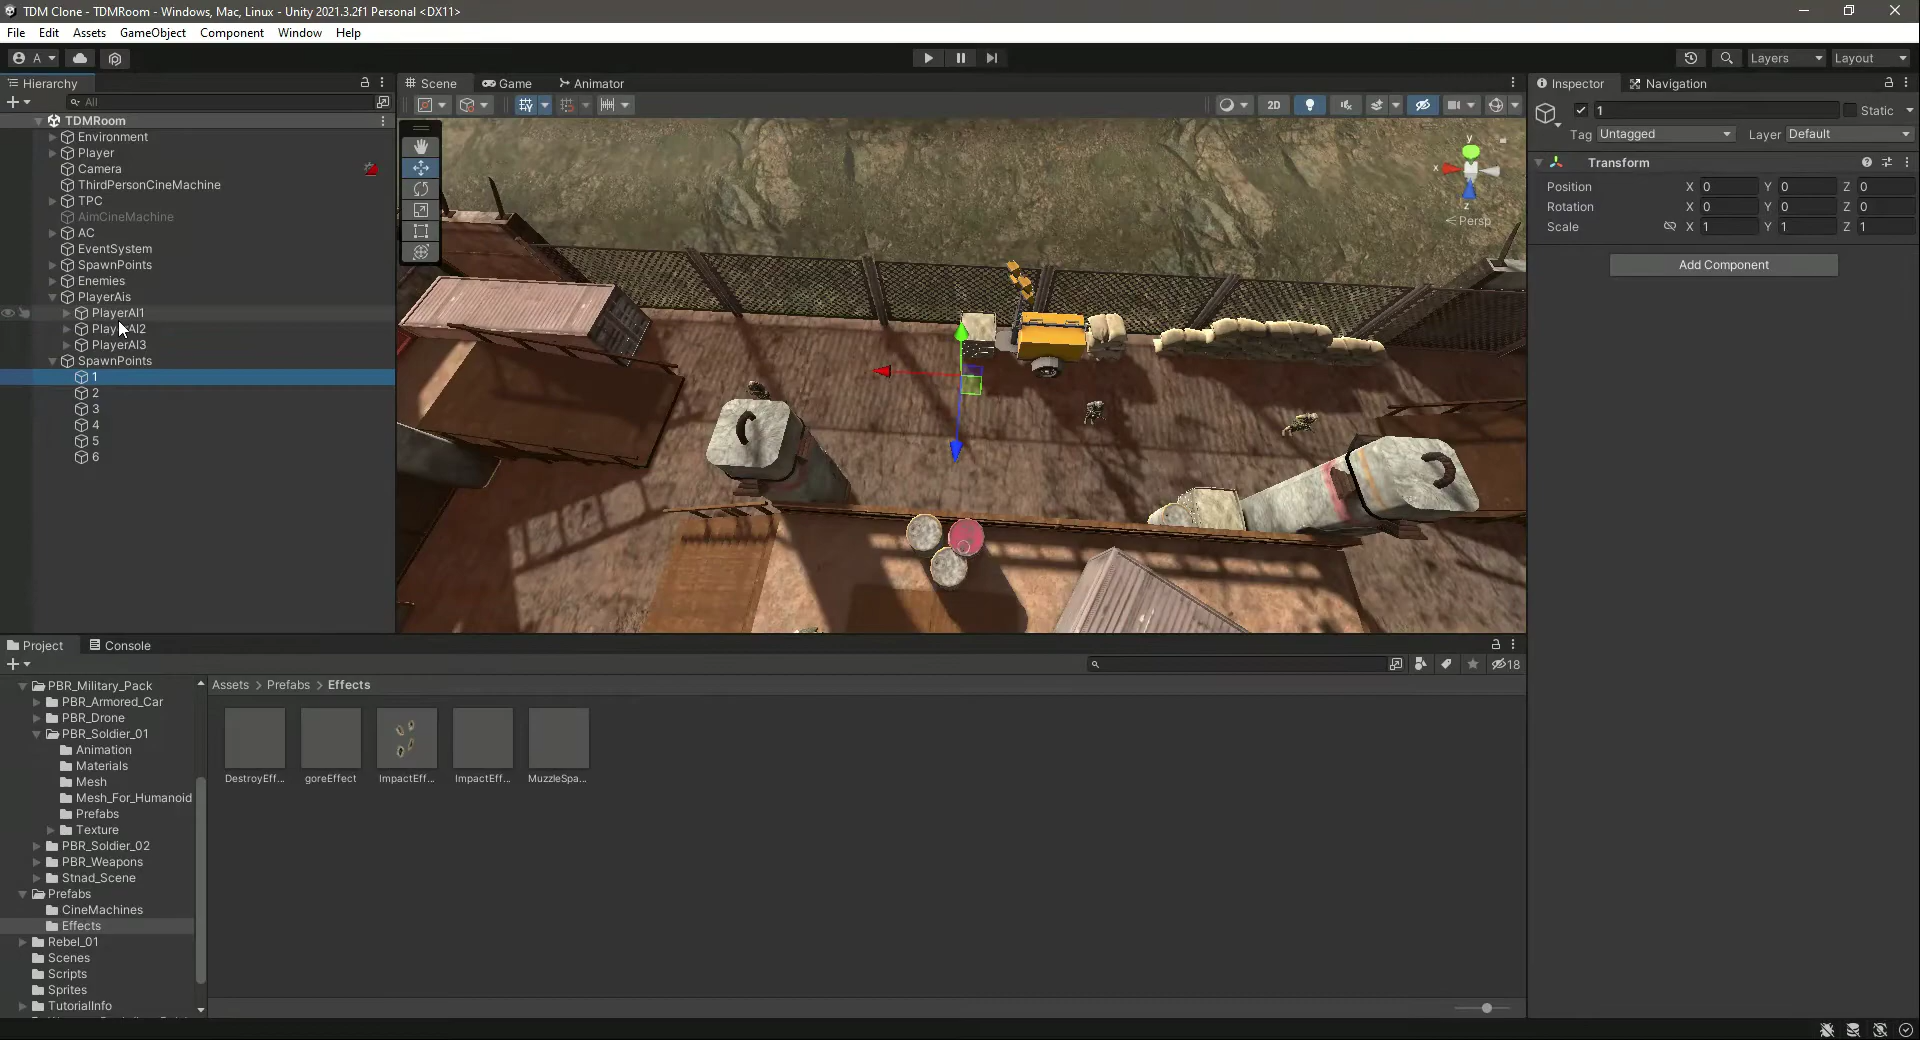 TDM Clone - TDMRoom - Windows, Mac, Linux - Unity 2021.3.2f1 Personal <DX11>
File Edit Assets GameObject Component Window Help
A
Layers
Layout
Hierarchy
All
TDMRoom
Environment
Player
Camera
ThirdPersonCineMachine
TPC
AimCineMachine
AC
EventSystem
SpawnPoints
Enemies
PlayerAis
PlayerAI1
PlayerAI2
PlayerAI3
SpawnPoints
1
2
3
4
5
6
Scene Game Animator
2D
y
x
z
Persp
Inspector Navigation
1 Static
Tag Untagged Layer Default
Transform
Position X 0 Y 0 Z 0
Rotation X 0 Y 0 Z 0
Scale X 1 Y 1 Z 1
Add Component
Project Console
18
PBR_Military_Pack
PBR_Armored_Car
PBR_Drone
PBR_Soldier_01
Animation
Materials
Mesh
Mesh_For_Humanoid
Prefabs
Texture
PBR_Soldier_02
PBR_Weapons
Stnad_Scene
Prefabs
CineMachines
Effects
Rebel_01
Scenes
Scripts
Sprites
TutorialInfo
Assets > Prefabs > Effects
DestroyEff... goreEffect ImpactEff... ImpactEff... MuzzleSpa...